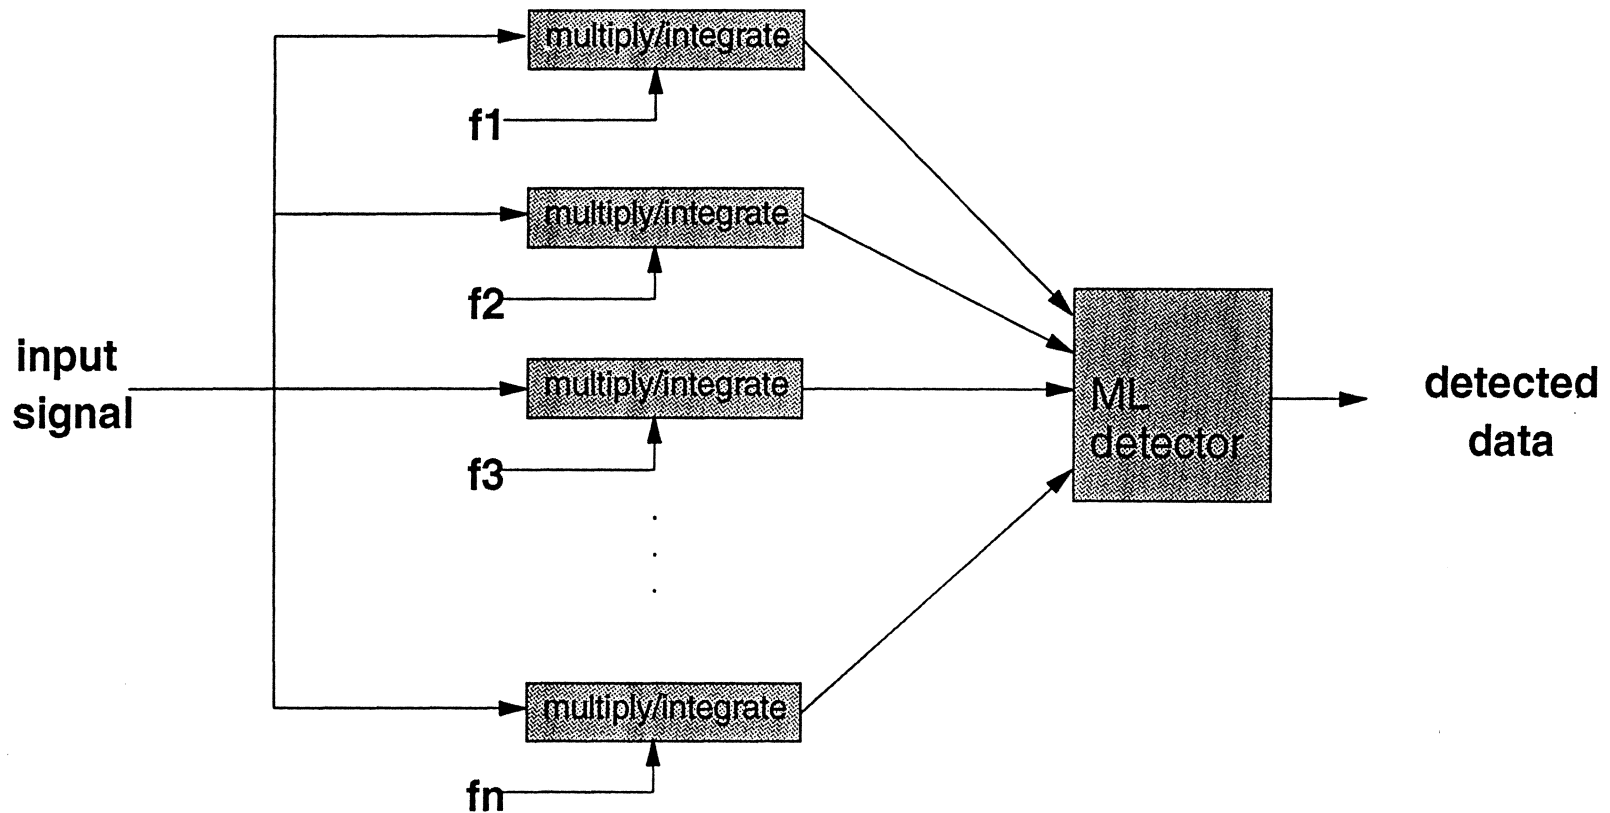 multiply/integrate
f1
multiply/integrate
f2
input
signal
multiply/integrate
f3
ML
detector
detected
data
multiply/integrate
fn